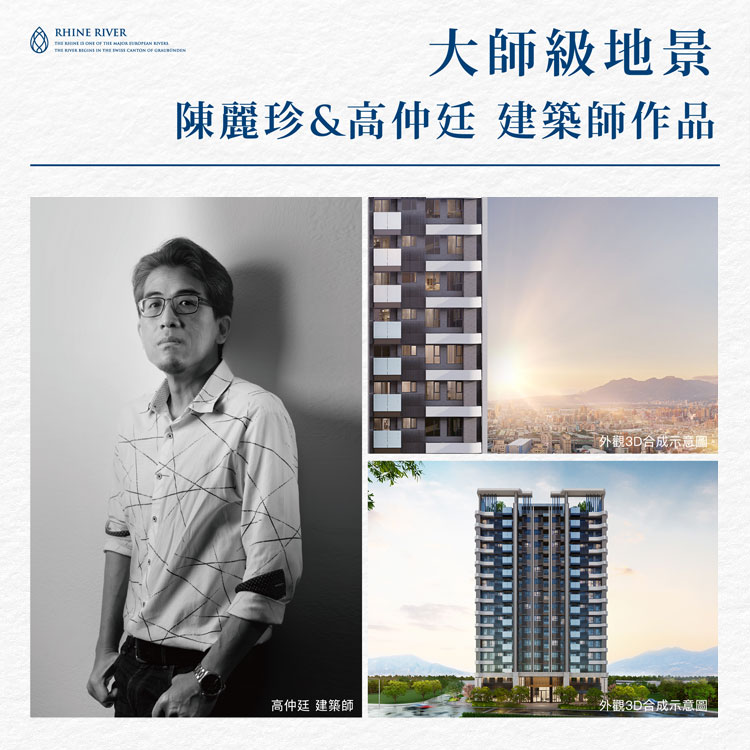 RHINE RIVER
THE RHINE IS ONE OF THE MAJOR EUROPEAN RIVERS,
THE RIVER BEGINS IN THE SWISS CANTON OF GRAUBÜNDEN
大師級地景
陳麗珍&高仲廷 建築師作品
外觀3D合成示意圖
高仲廷 建築師
外觀3D合成示意圖